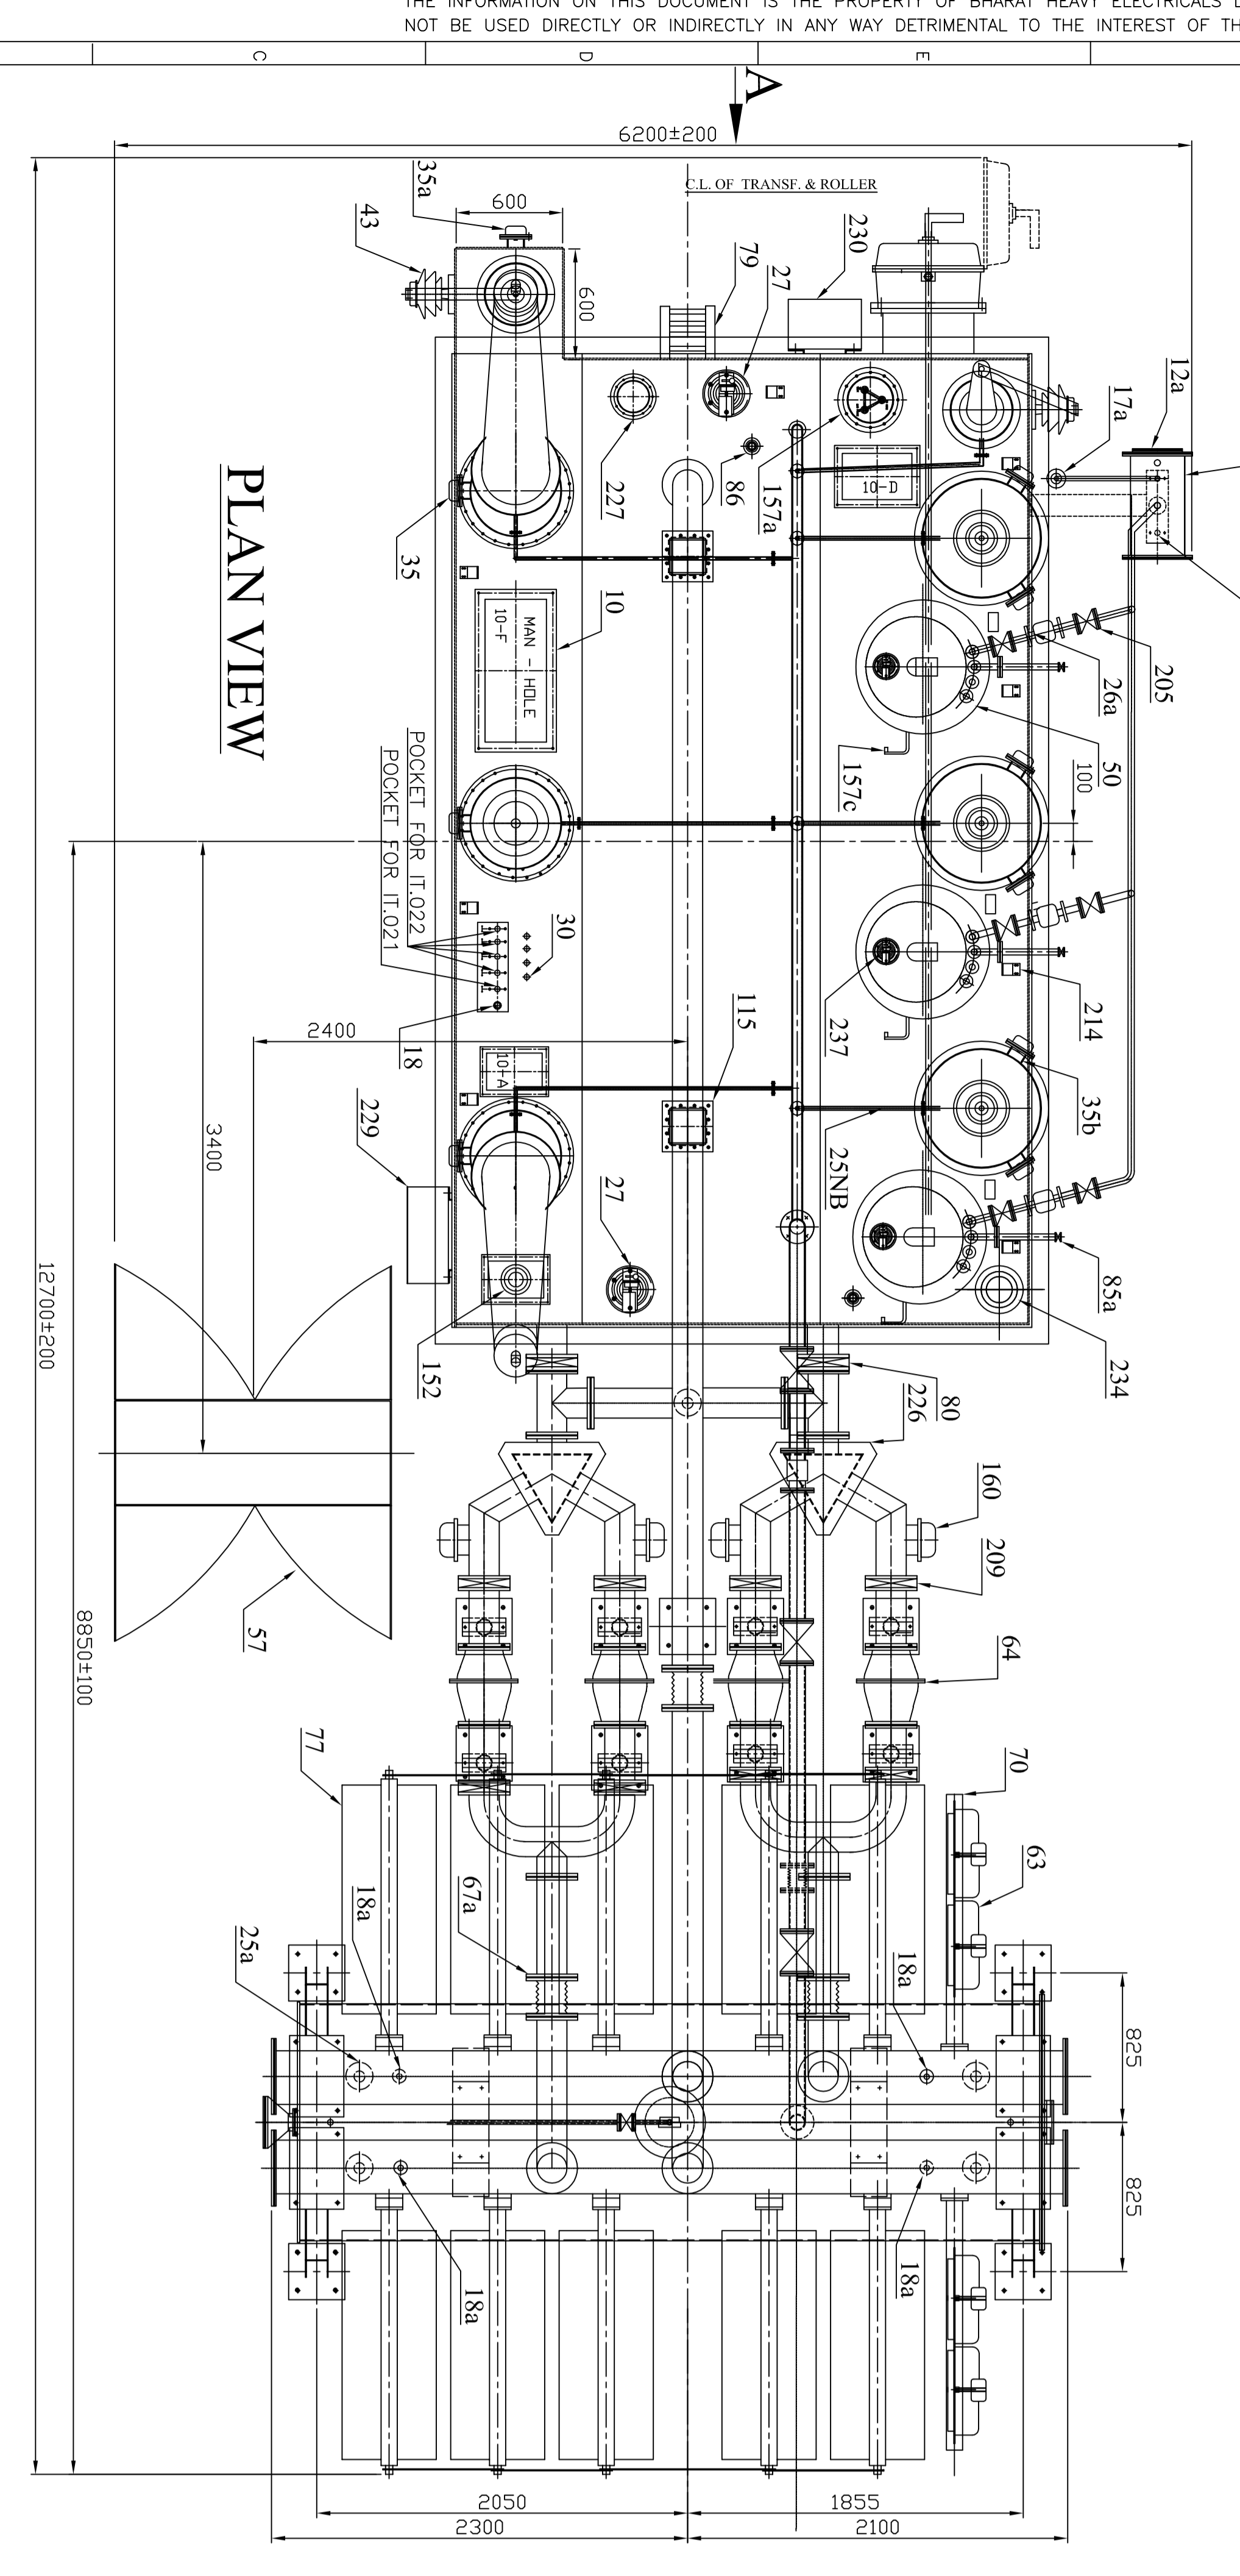 THE INFORMATION ON THIS DOCUMENT IS THE PROPERTY OF BHARAT HEAVY ELECTRICALS
NOT BE USED DIRECTLY OR INDIRECTLY IN ANY WAY DETRIMENTAL TO THE INTEREST OF
C
D
E
A
6200±200
C.L. OF TRANSF. & ROLLER
35a
43
600
600
79
27
230
12a
17a
227
86
157a
10-D
35
10
MAN - HOLE
10-F
PLAN VIEW
205
26a
50
157c
100
POCKET FOR IT.022
POCKET FOR IT.021
30
18
2400
115
237
214
10-A
35b
25NB
229
3400
27
85a
234
152
80
226
12700±200
160
209
57
64
8850±100
77
70
63
67a
18a
25a
18a
825
825
18a
18a
2050
1855
2300
2100